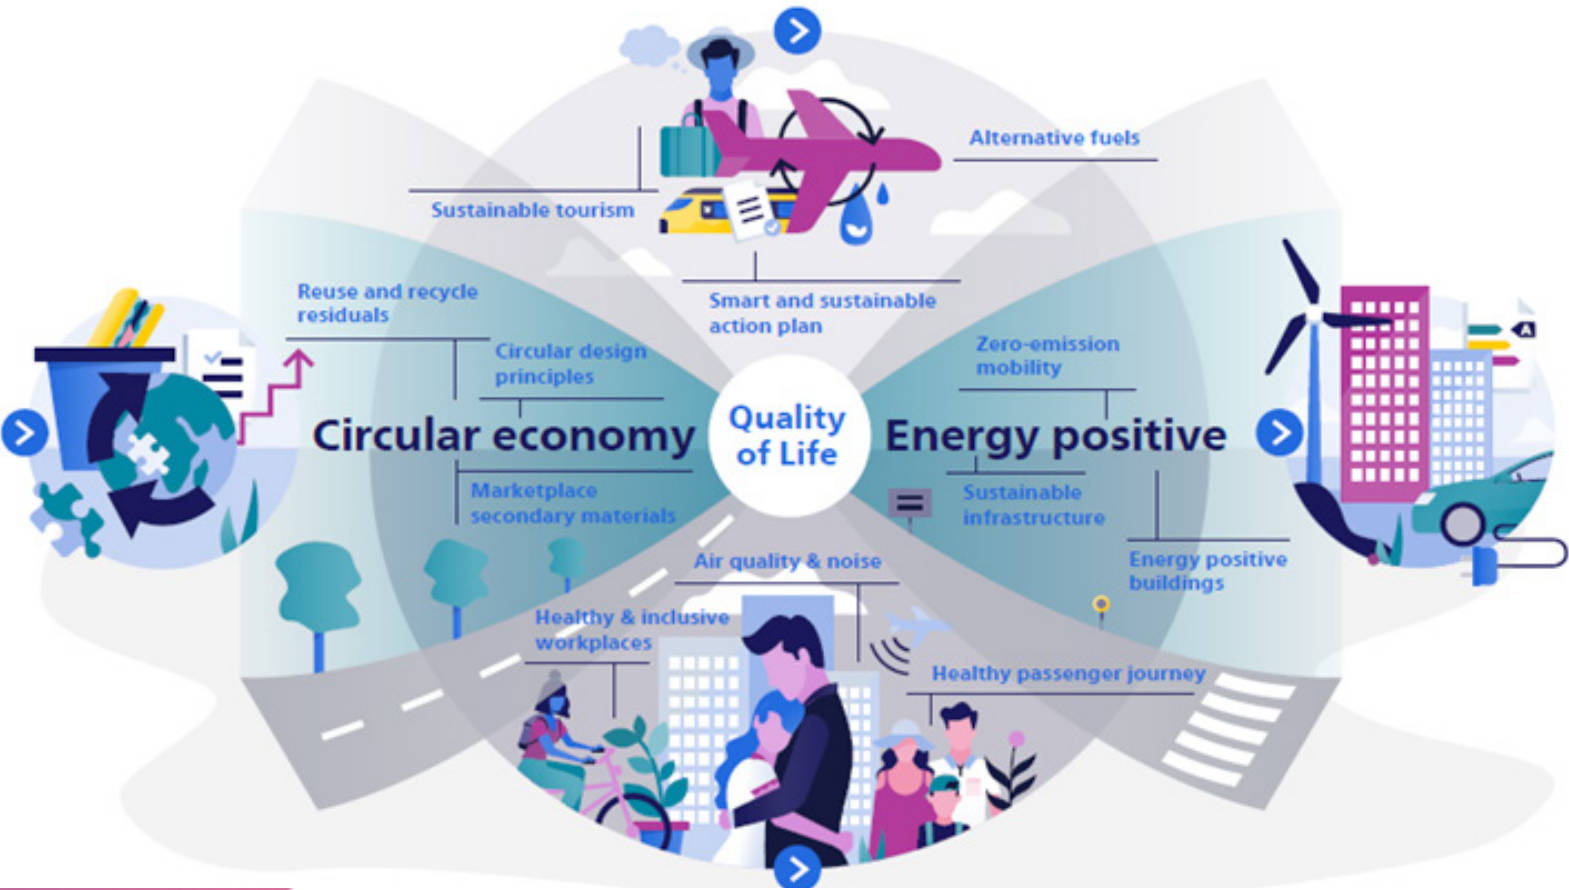 Alternative fuels
Sustainable tourism
Smart and sustainable
action plan
Reuse and recycle
residuals
Circular design
principles
Zero-emission
mobility
Circular economy
Quality
of Life
Energy positive
Marketplace
secondary materials
Sustainable
infrastructure
Air quality & noise
Energy positive
buildings
Healthy & inclusive
workplaces
Healthy passenger journey
A